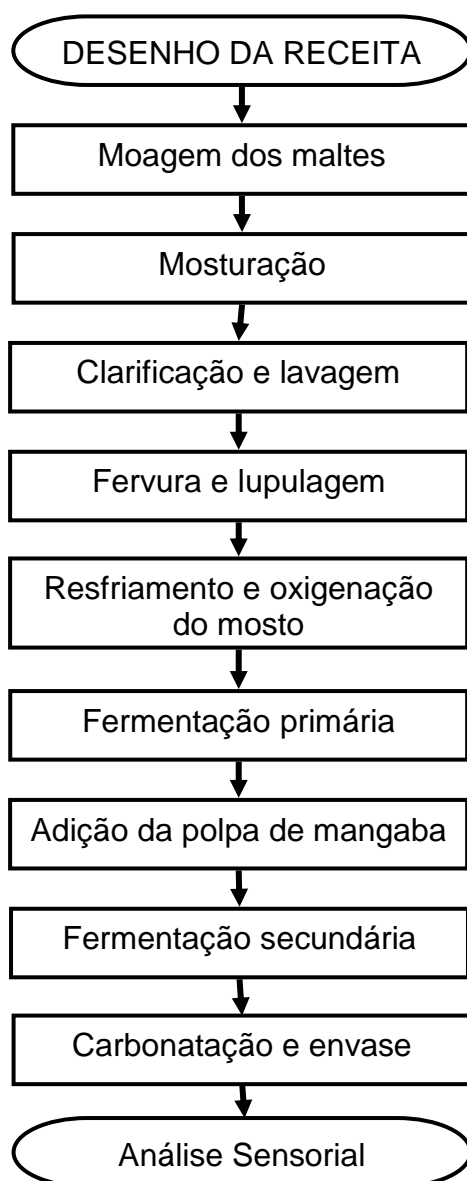 DESENHO DA RECEITA
Moagem dos maltes
Mosturação
Clarificação e lavagem
Fervura e lupulagem
Resfriamento e oxigenação
do mosto
Fermentação primária
Adição da polpa de mangaba
Fermentação secundária
Carbonatação e envase
Análise Sensorial